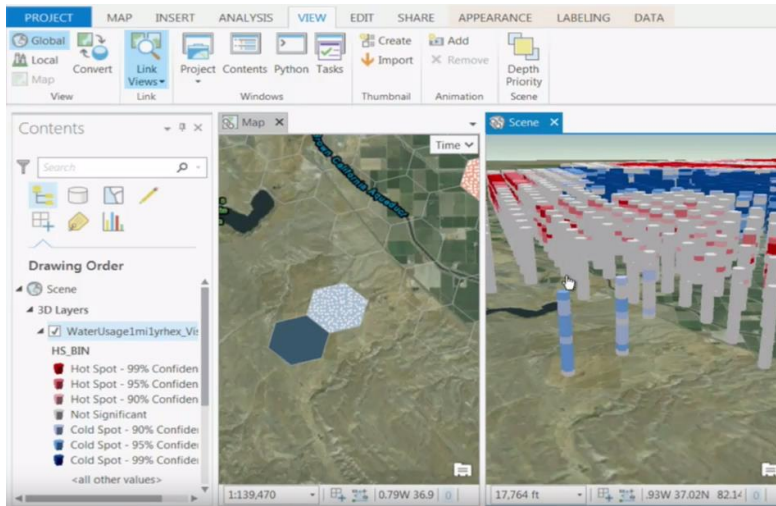 PROJECT MAP INSERT ANALYSIS VIEW EDIT SHARE APPEARANCE LABELING DATA
Global
Local
Map
Convert
View
Link
Views
Link
Project Contents Python Tasks
Windows
Create
Import
Thumbnail
Add
Remove
Animation
Depth
Priority
Scene
Contents
Search
Drawing Order
Scene
3D Layers
WaterUsage1mi1yrhex_Vis
HS_BIN
Hot Spot - 99% Confiden
Hot Spot - 95% Confiden
Hot Spot - 90% Confiden
Not Significant
Cold Spot - 90% Confide
Cold Spot - 95% Confide
Cold Spot - 99% Confide
<all other values>
Map
Time
California Aqueduct
1:139,470
0.79W 36.9
Scene
17,764 ft
.93W 37.02N 82.1